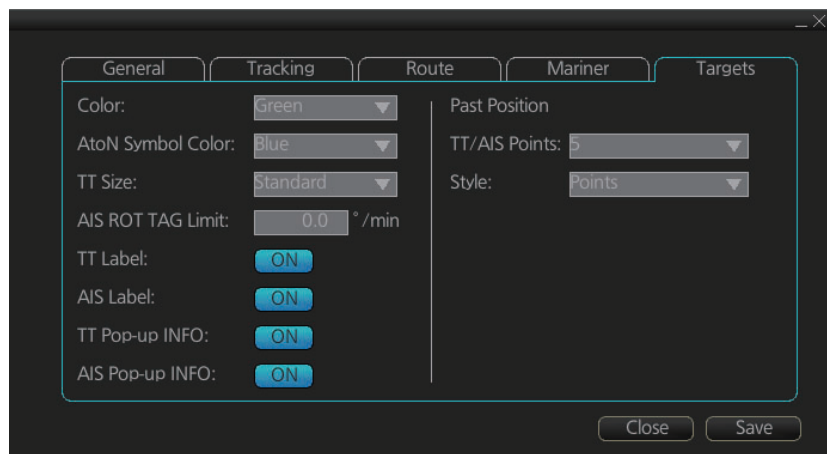 General Tracking Route Mariner Targets
Color: Green
AtoN Symbol Color: Blue
TT Size: Standard
AIS ROT TAG Limit: 0.0 °/min
TT Label: ON
AIS Label: ON
TT Pop-up INFO: ON
AIS Pop-up INFO: ON
Past Position
TT/AIS Points: 5
Style: Points
Close Save